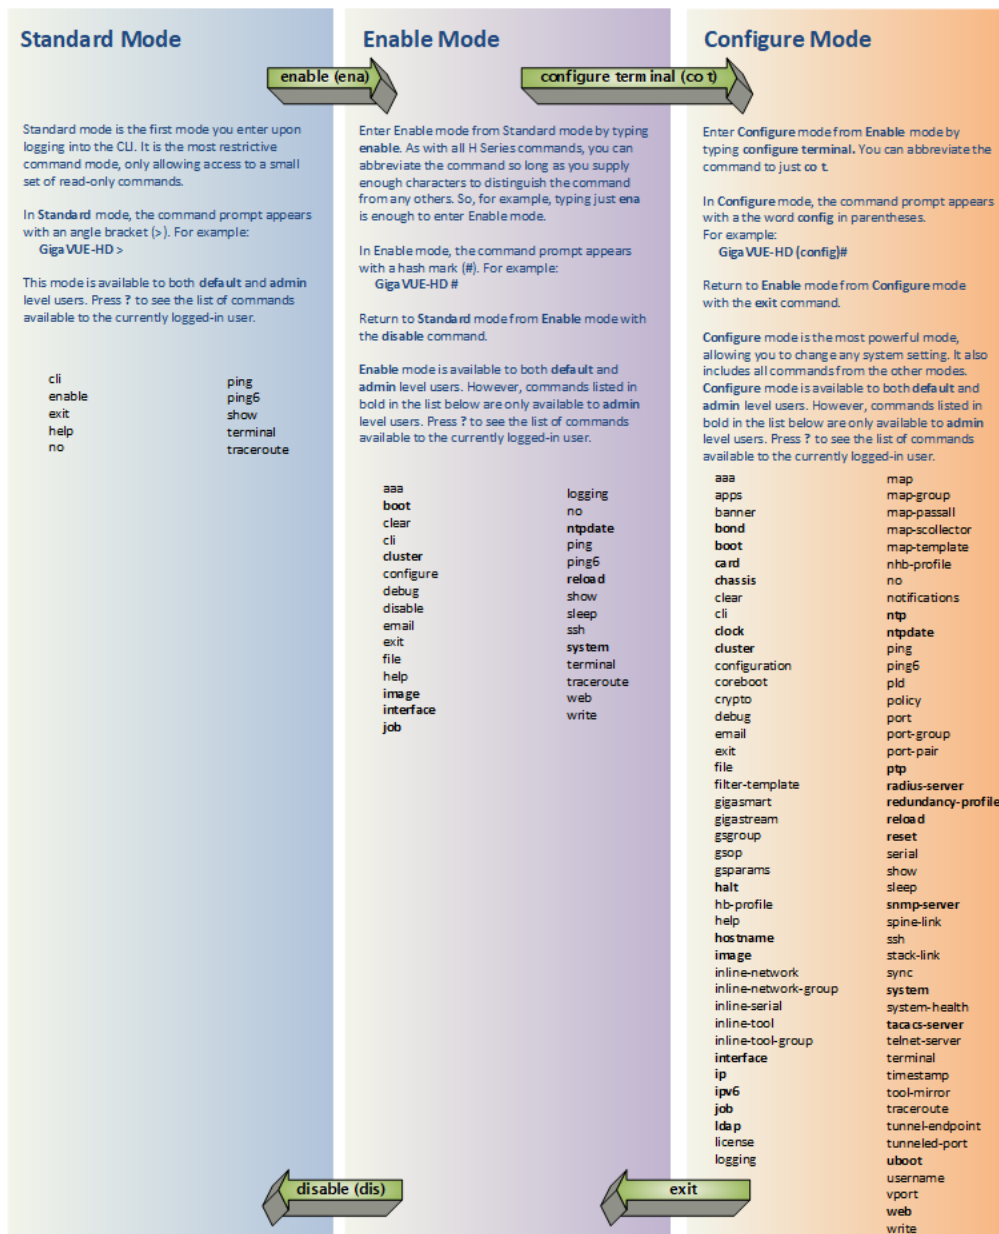 Standard Mode
enable (ena)
Standard mode is the first mode you enter upon
logging into the CLI. It is the most restrictive
command mode, only allowing access to a small
set of read-only commands.
In Standard mode, the command prompt appears
with an angle bracket (>). For example:
GigaVUE-HD >
This mode is available to both default and admin
level users. Press ? to see the list of commands
available to the currently logged-in user.
cli
enable
exit
help
no
ping
ping6
show
terminal
traceroute
Enable Mode
configure terminal (co t)
Enter Enable mode from Standard mode by typing
enable. As with all H Series commands, you can
abbreviate the command so long as you supply
enough characters to distinguish the command
from any others. So, for example, typing just ena
is enough to enter Enable mode.
In Enable mode, the command prompt appears
with a hash mark (#). For example:
GigaVUE-HD #
Return to Standard mode from Enable mode with
the disable command.
Enable mode is available to both default and
admin level users. However, commands listed in
bold in the list below are only available to admin
level users. Press ? to see the list of commands
available to the currently logged-in user.
aaa
boot
clear
cli
cluster
configure
debug
disable
email
exit
file
help
image
interface
job
logging
no
ntpdate
ping
ping6
reload
show
sleep
ssh
system
terminal
traceroute
web
write
disable (dis)
Configure Mode
Enter Configure mode from Enable mode by
typing configure terminal. You can abbreviate the
command to just co t.
In Configure mode, the command prompt appears
with a the word config in parentheses.
For example:
GigaVUE-HD (config)#
Return to Enable mode from Configure mode
with the exit command.
Configure mode is the most powerful mode,
allowing you to change any system setting. It also
includes all commands from the other modes.
Configure mode is available to both default and
admin level users. However, commands listed in
bold in the list below are only available to admin
level users. Press ? to see the list of commands
available to the currently logged-in user.
aaa
apps
banner
bond
boot
card
chassis
clear
cli
clock
cluster
configuration
coreboot
crypto
debug
email
exit
file
filter-template
gigasmart
gigastream
gsgroup
gsop
gsparams
halt
hb-profile
help
hostname
image
inline-network
inline-network-group
inline-serial
inline-tool
inline-tool-group
interface
ip
ipv6
job
ldap
license
logging
map
map-group
map-passall
map-scollector
map-template
nhb-profile
no
notifications
ntp
ntpdate
ping
ping6
pld
policy
port
port-group
port-pair
ptp
radius-server
redundancy-profile
reload
reset
serial
show
sleep
snmp-server
spine-link
ssh
stack-link
sync
system
system-health
tacacs-server
telnet-server
terminal
timestamp
tool-mirror
traceroute
tunnel-endpoint
tunneled-port
uboot
username
vport
web
write
exit